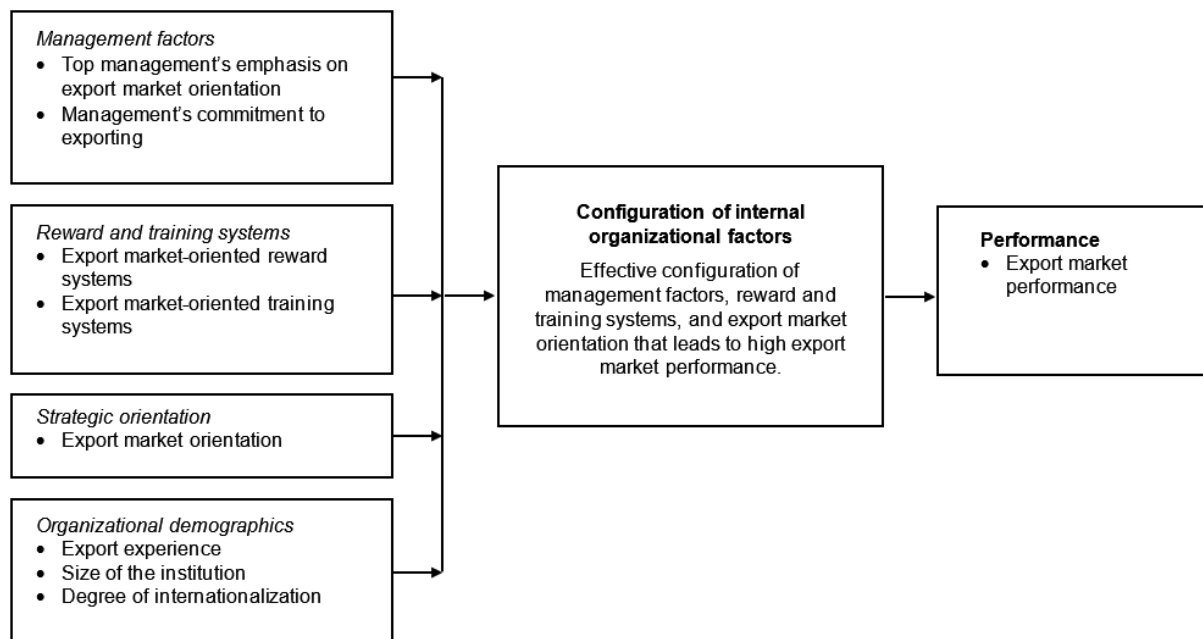 Management factors
• Top management's emphasis on
export market orientation
• Management's commitment to
exporting
Reward and training systems
• Export market-oriented reward
systems
• Export market-oriented training
systems
Strategic orientation
• Export market orientation
Organizational demographics
• Export experience
• Size of the institution
• Degree of internationalization
Configuration of internal
organizational factors
Effective configuration of
management factors, reward and
training systems, and export market
orientation that leads to high export
market performance.
Performance
• Export market
performance